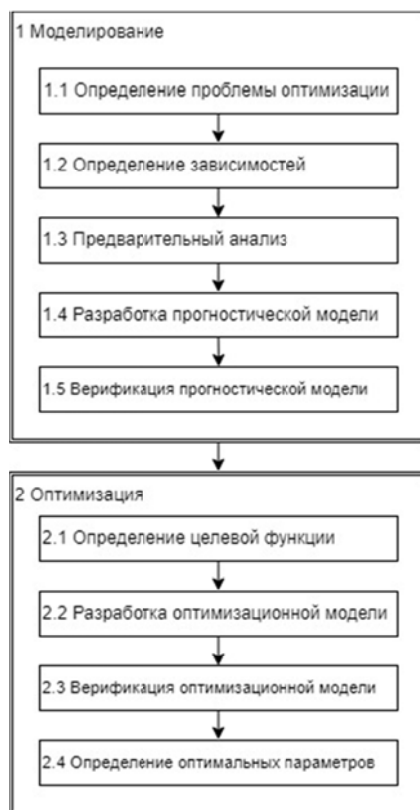 1 Моделирование
1.1 Определение проблемы оптимизации
1.2 Определение зависимостей
1.3 Предварительный анализ
1.4 Разработка прогностической модели
1.5 Верификация прогностической модели
2 Оптимизация
2.1 Определение целевой функции
2.2 Разработка оптимизационной модели
2.3 Верификация оптимизационной модели
2.4 Определение оптимальных параметров